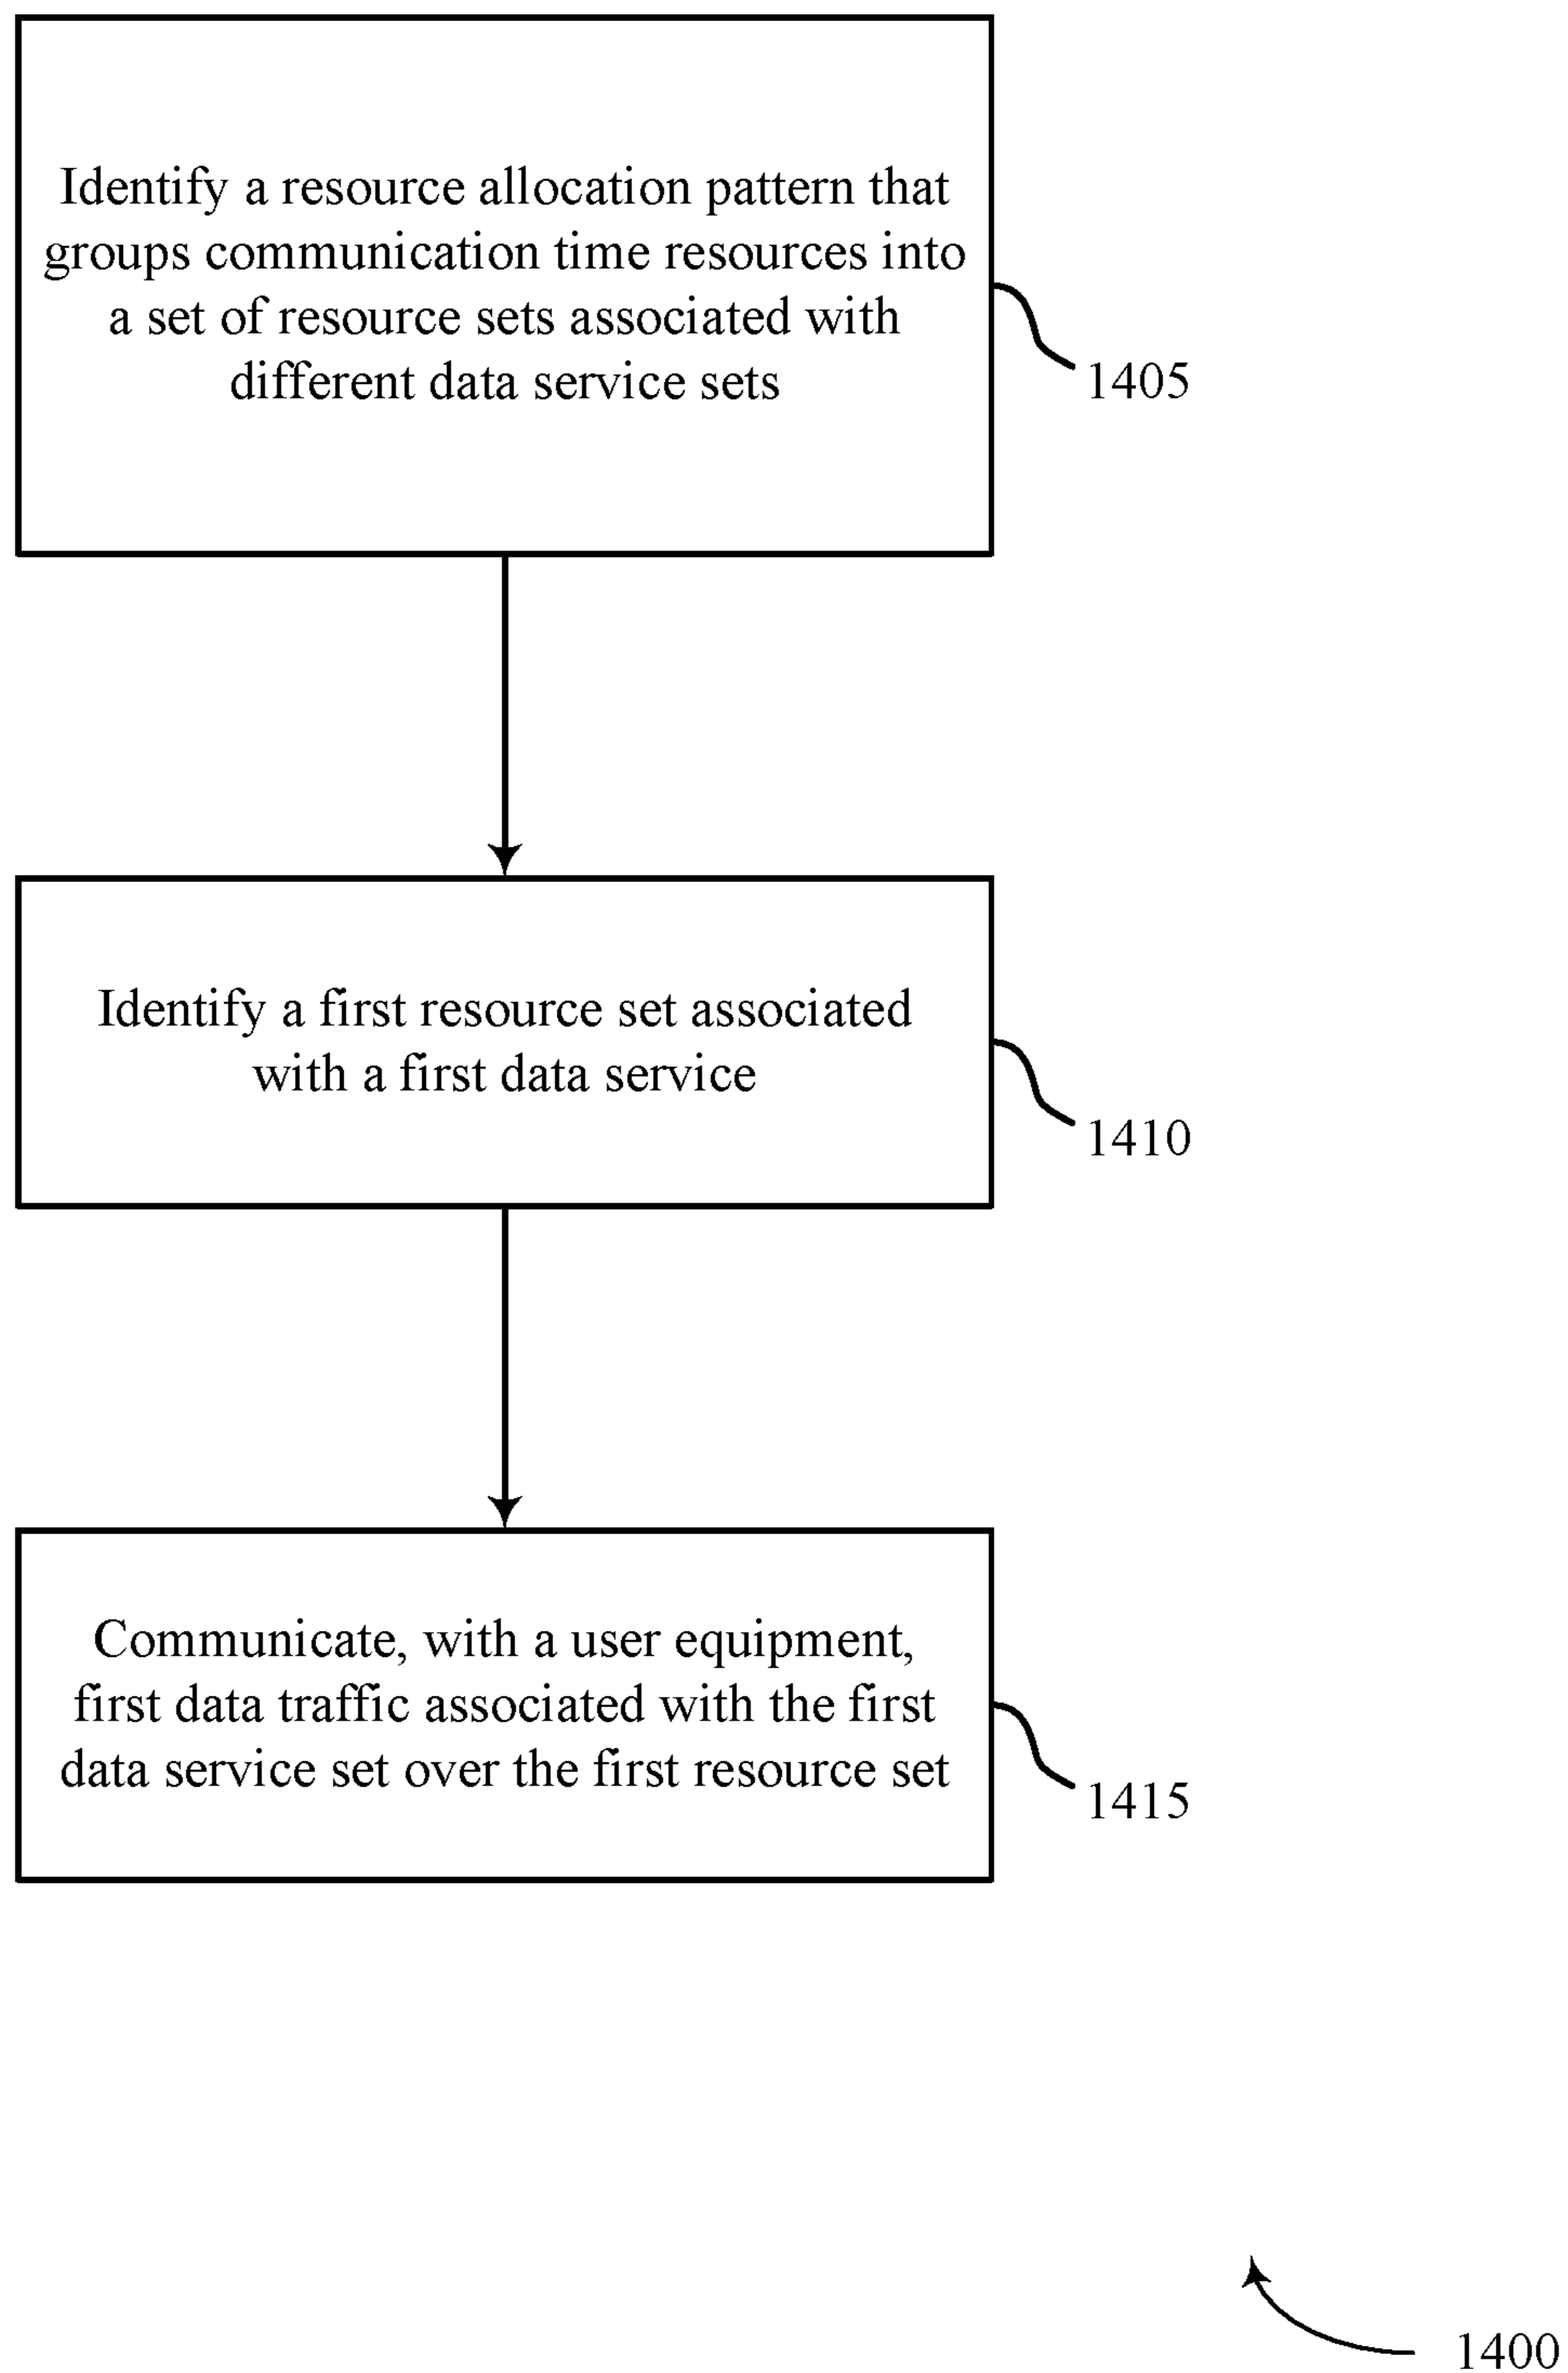 Identify a resource allocation pattern that
groups communication time resources into
a set of resource sets associated with
different data service sets
1405
Identify a first resource set associated
with a first data service
1410
Communicate, with a user equipment,
first data traffic associated with the first
data service set over the first resource set
1415
1400